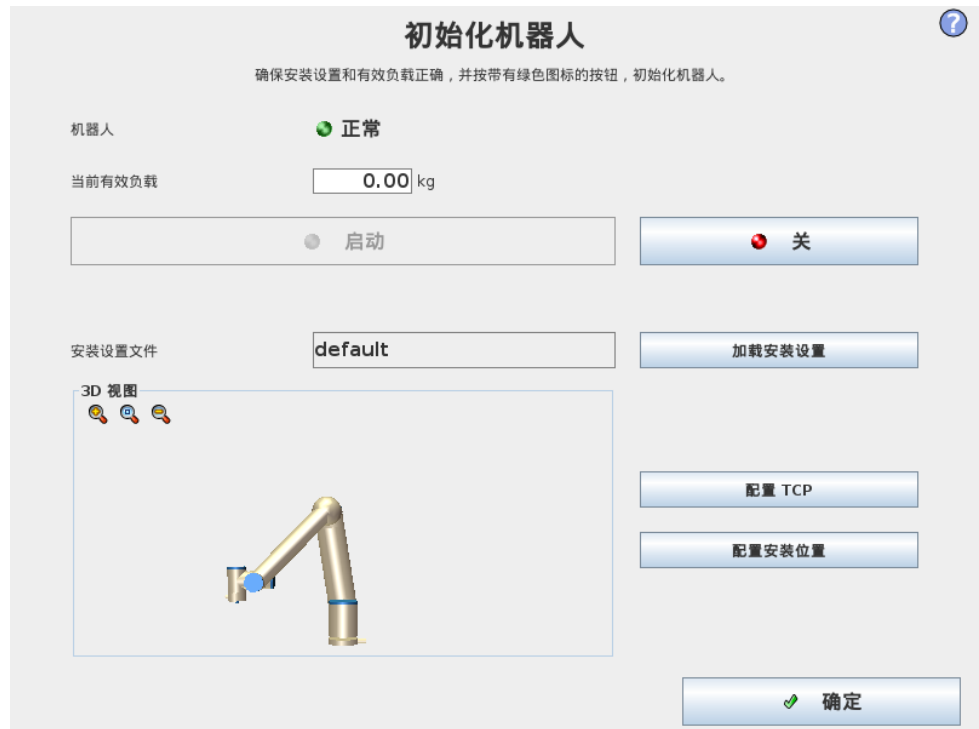 初始化机器人
?
确保安装设置和有效负载正确，并按带有绿色图标的按钮，初始化机器人。
机器人 正常
当前有效负载 0.00 kg
启动 关
安装设置文件 default 加载安装设置
3D 视图
配置 TCP
配置安装位置
确定